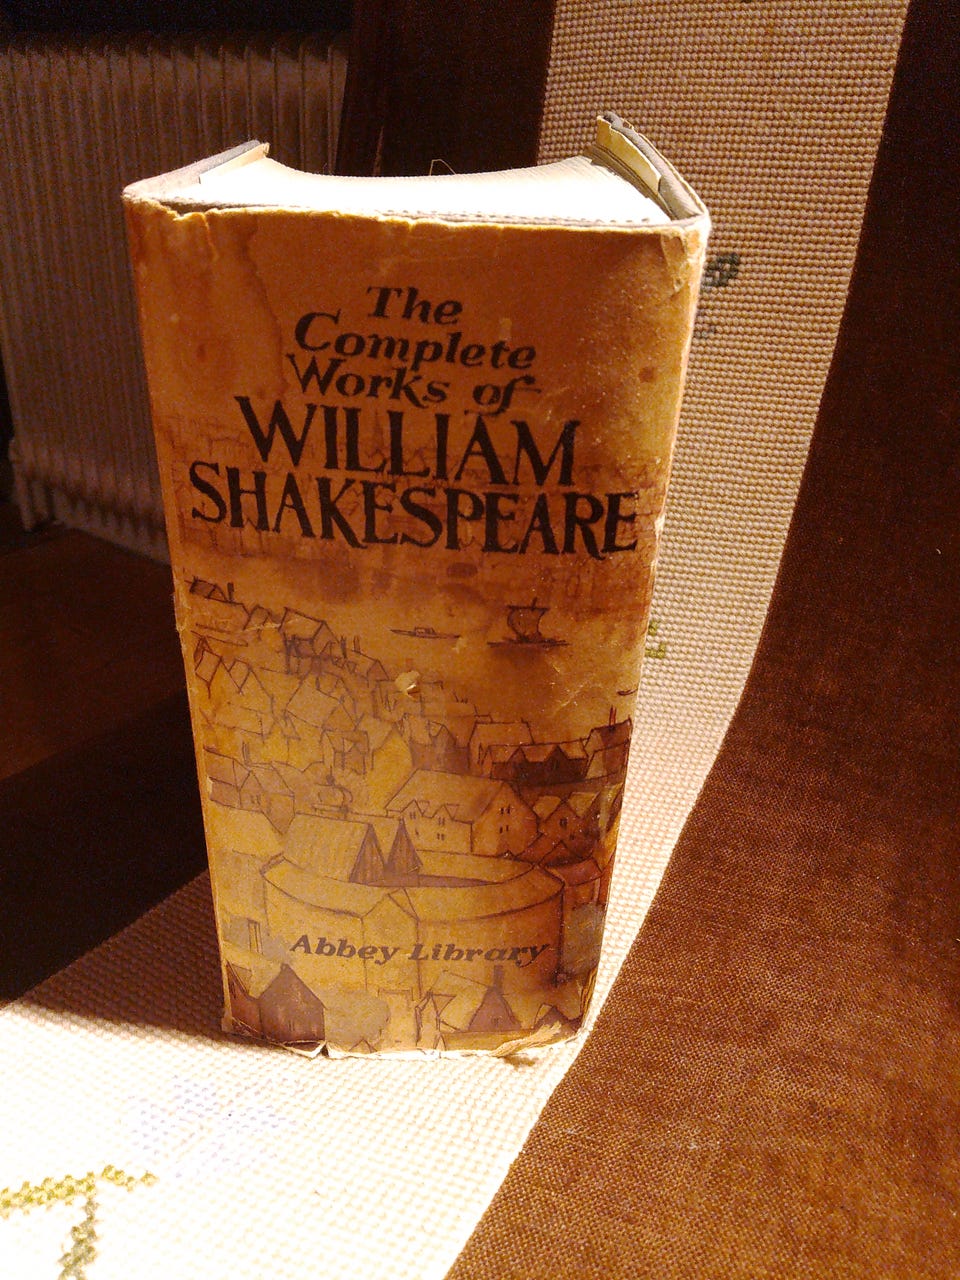 The
Complete
Works of
WILLIAM
SHAKESPEARE
Abbey Library